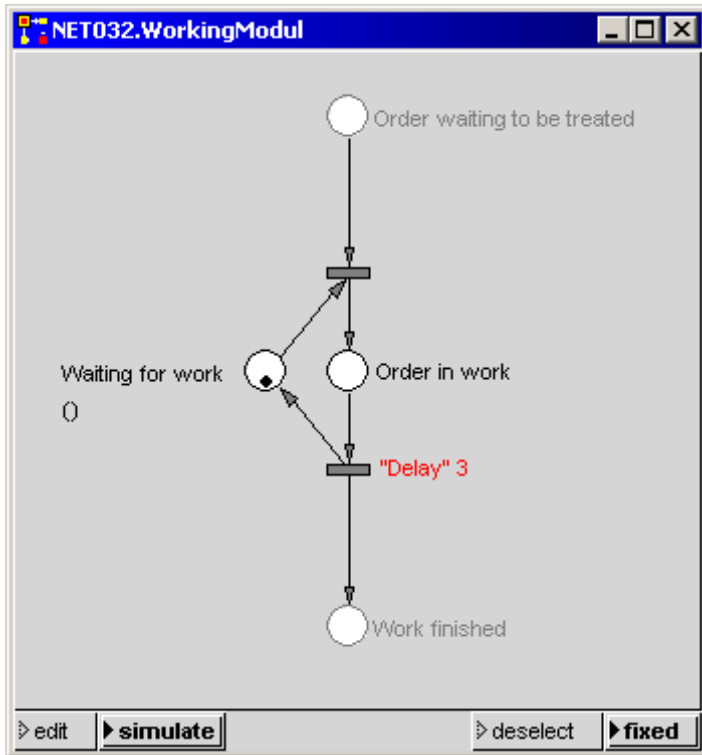 NET032.WorkingModul
Order waiting to be treated
Waiting for work
()
Order in work
"Delay" 3
Work finished
edit
simulate
deselect
fixed